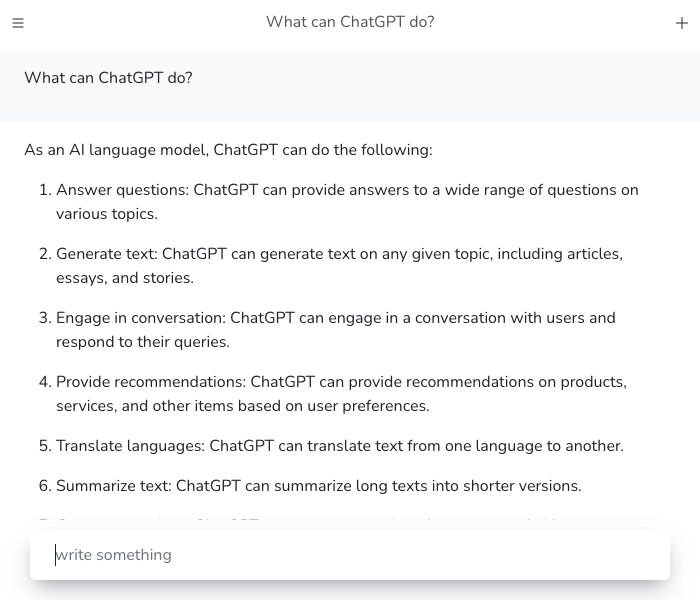 What can ChatGPT do?
What can ChatGPT do?
As an AI language model, ChatGPT can do the following:
1. Answer questions: ChatGPT can provide answers to a wide range of questions on
various topics.
2. Generate text: ChatGPT can generate text on any given topic, including articles,
essays, and stories.
3. Engage in conversation: ChatGPT can engage in a conversation with users and
respond to their queries.
4. Provide recommendations: ChatGPT can provide recommendations on products,
services, and other items based on user preferences.
5. Translate languages: ChatGPT can translate text from one language to another.
6. Summarize text: ChatGPT can summarize long texts into shorter versions.
write something